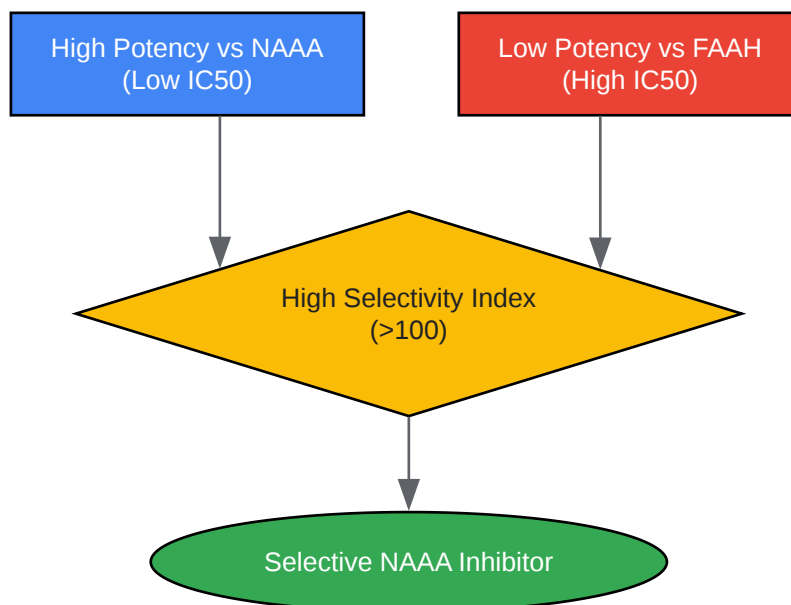 High Potency vs NAAA
(Low IC50)
Low Potency vs FAAH
(High IC50)
High Selectivity Index
(>100)
Selective NAAA Inhibitor